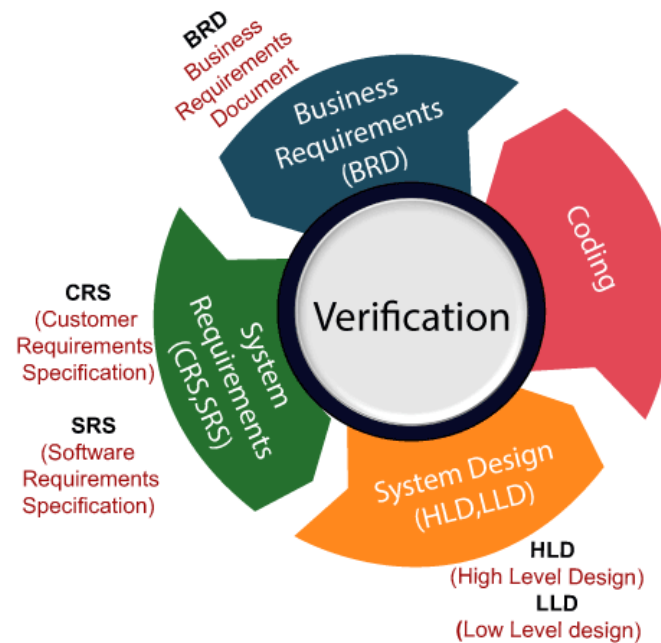 BRD
Business
Requirements
Document
Business
Requirements
(BRD)
Coding
Verification
System
Requirements
(CRS,SRS)
CRS
(Customer
Requirements
Specification)
SRS
(Software
Requirements
Specification)
System Design
(HLD,LLD)
HLD
(High Level Design)
LLD
(Low Level design)